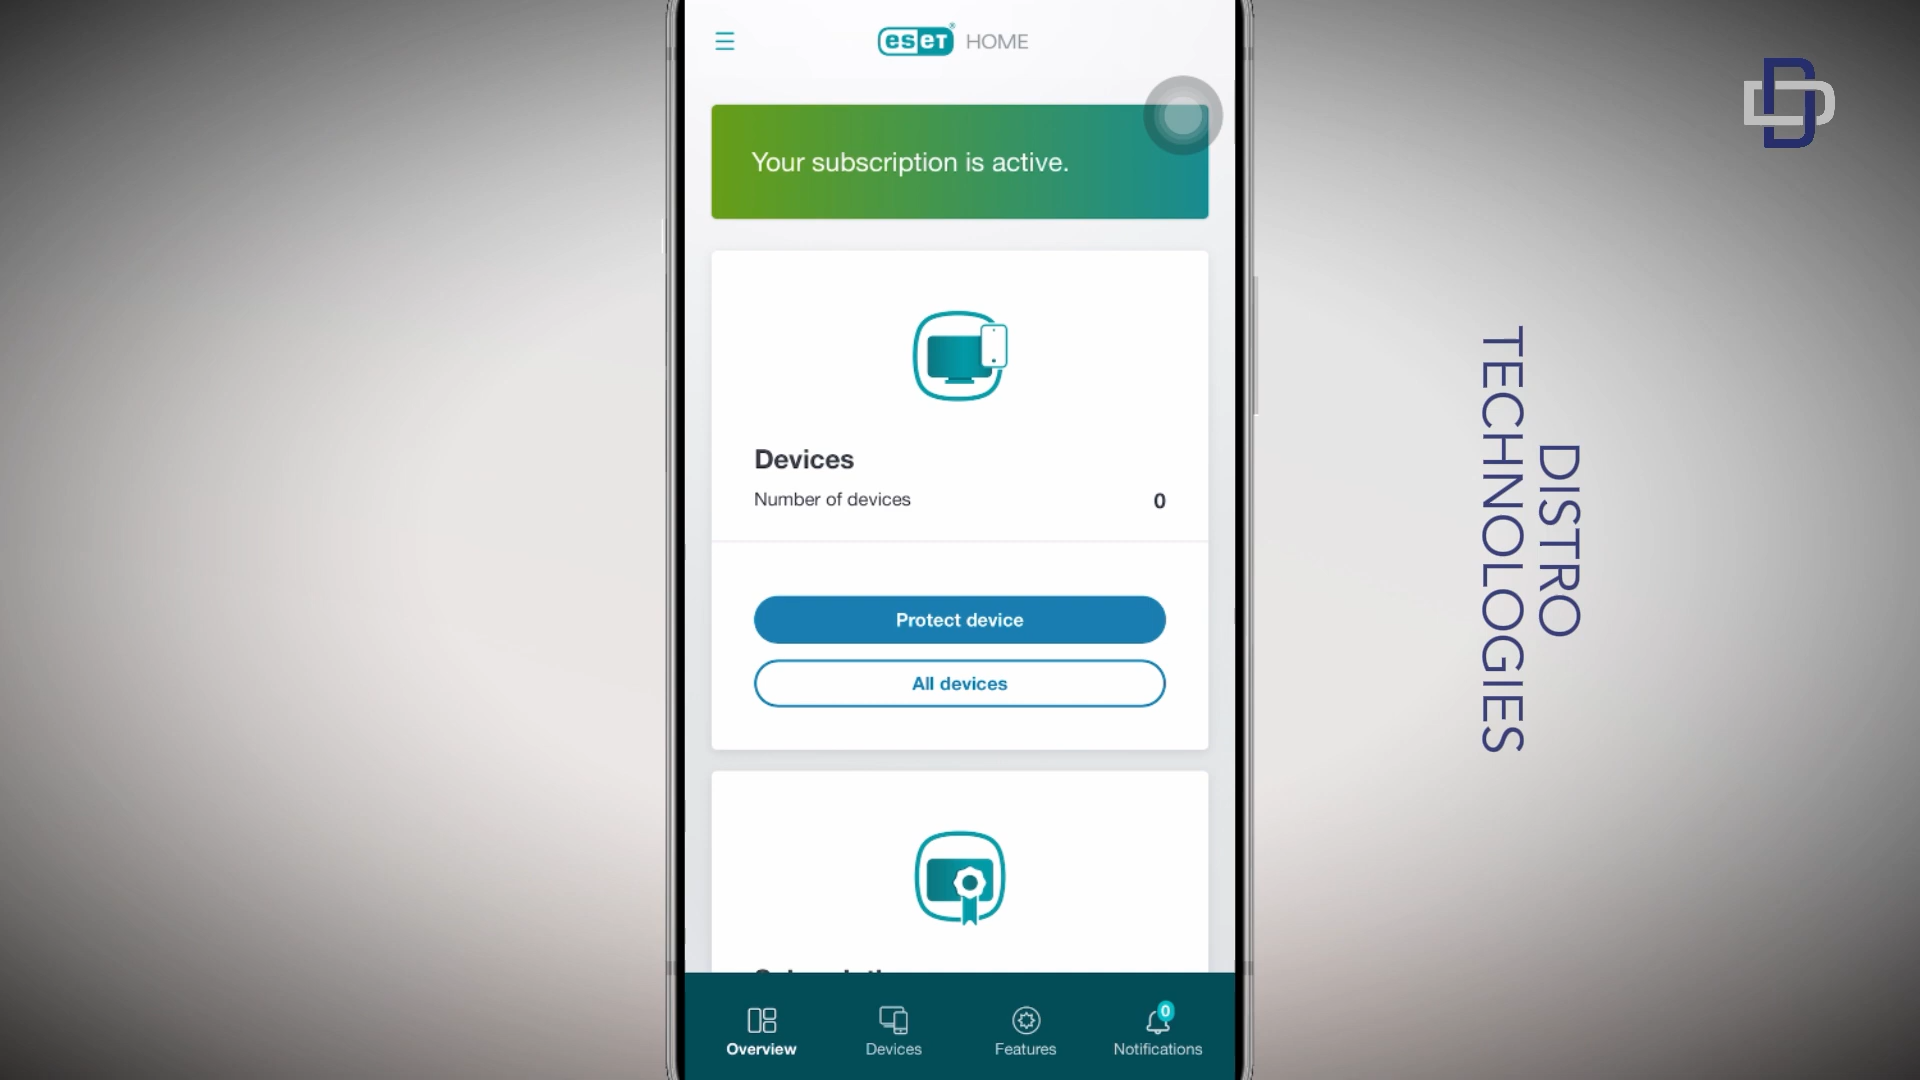 eseT® HOME
Your subscription is active.
Devices
Number of devices 0
Protect device
All devices
0
Overview Devices Features Notifications
DISTRO
TECHNOLOGIES